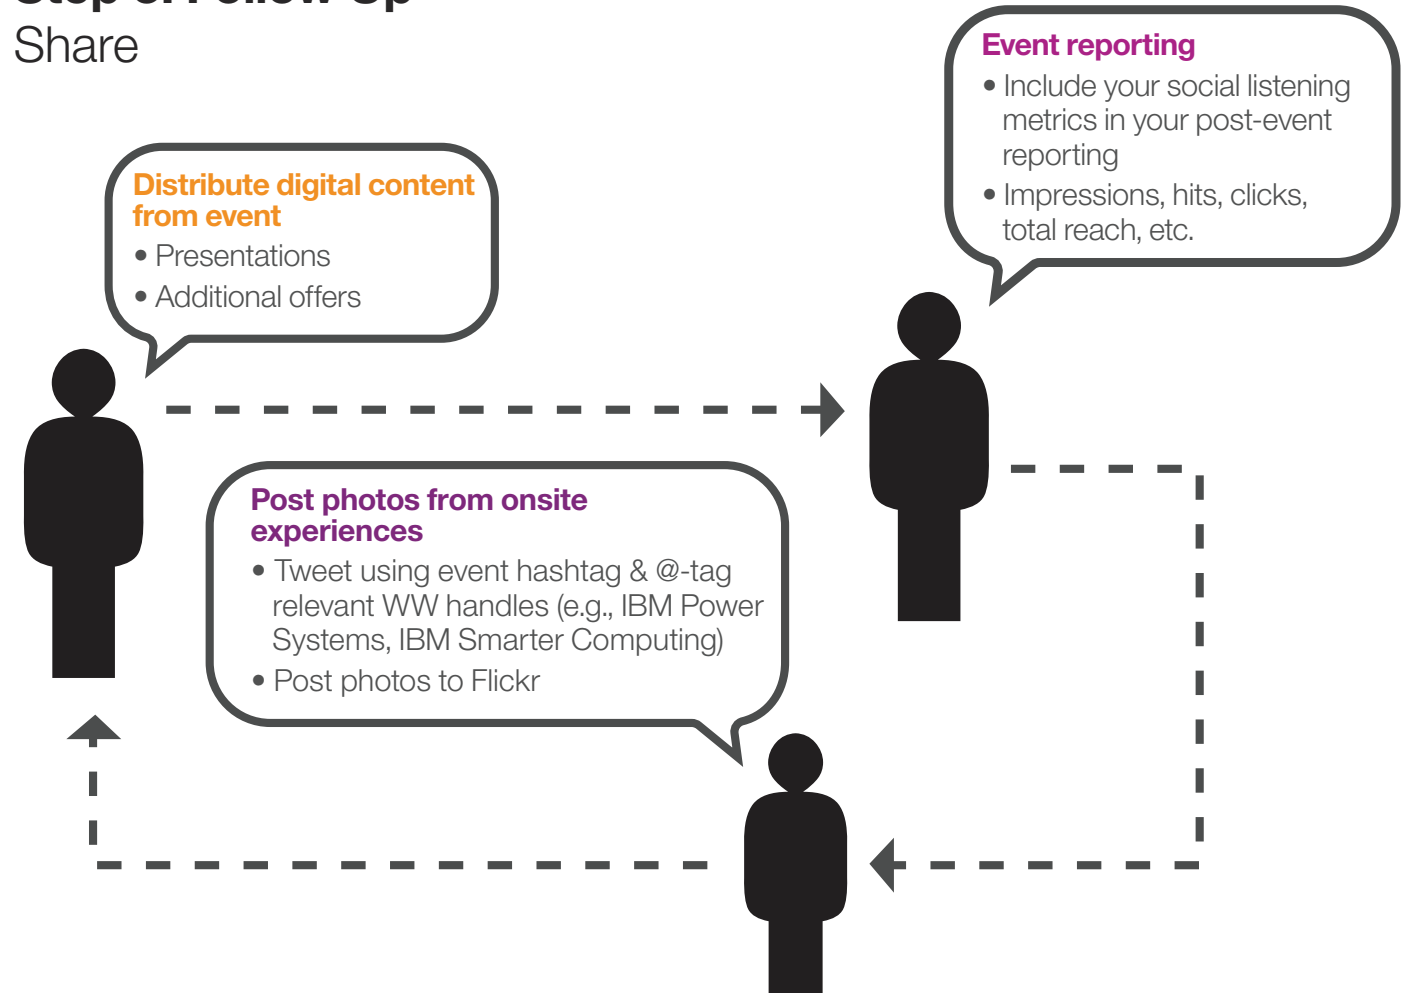 Share
Event reporting
• Include your social listening
metrics in your post-event
reporting
• Impressions, hits, clicks,
total reach, etc.
Distribute digital content
from event
• Presentations
• Additional offers
Post photos from onsite
experiences
• Tweet using event hashtag & @-tag
relevant WW handles (e.g., IBM Power
Systems, IBM Smarter Computing)
• Post photos to Flickr